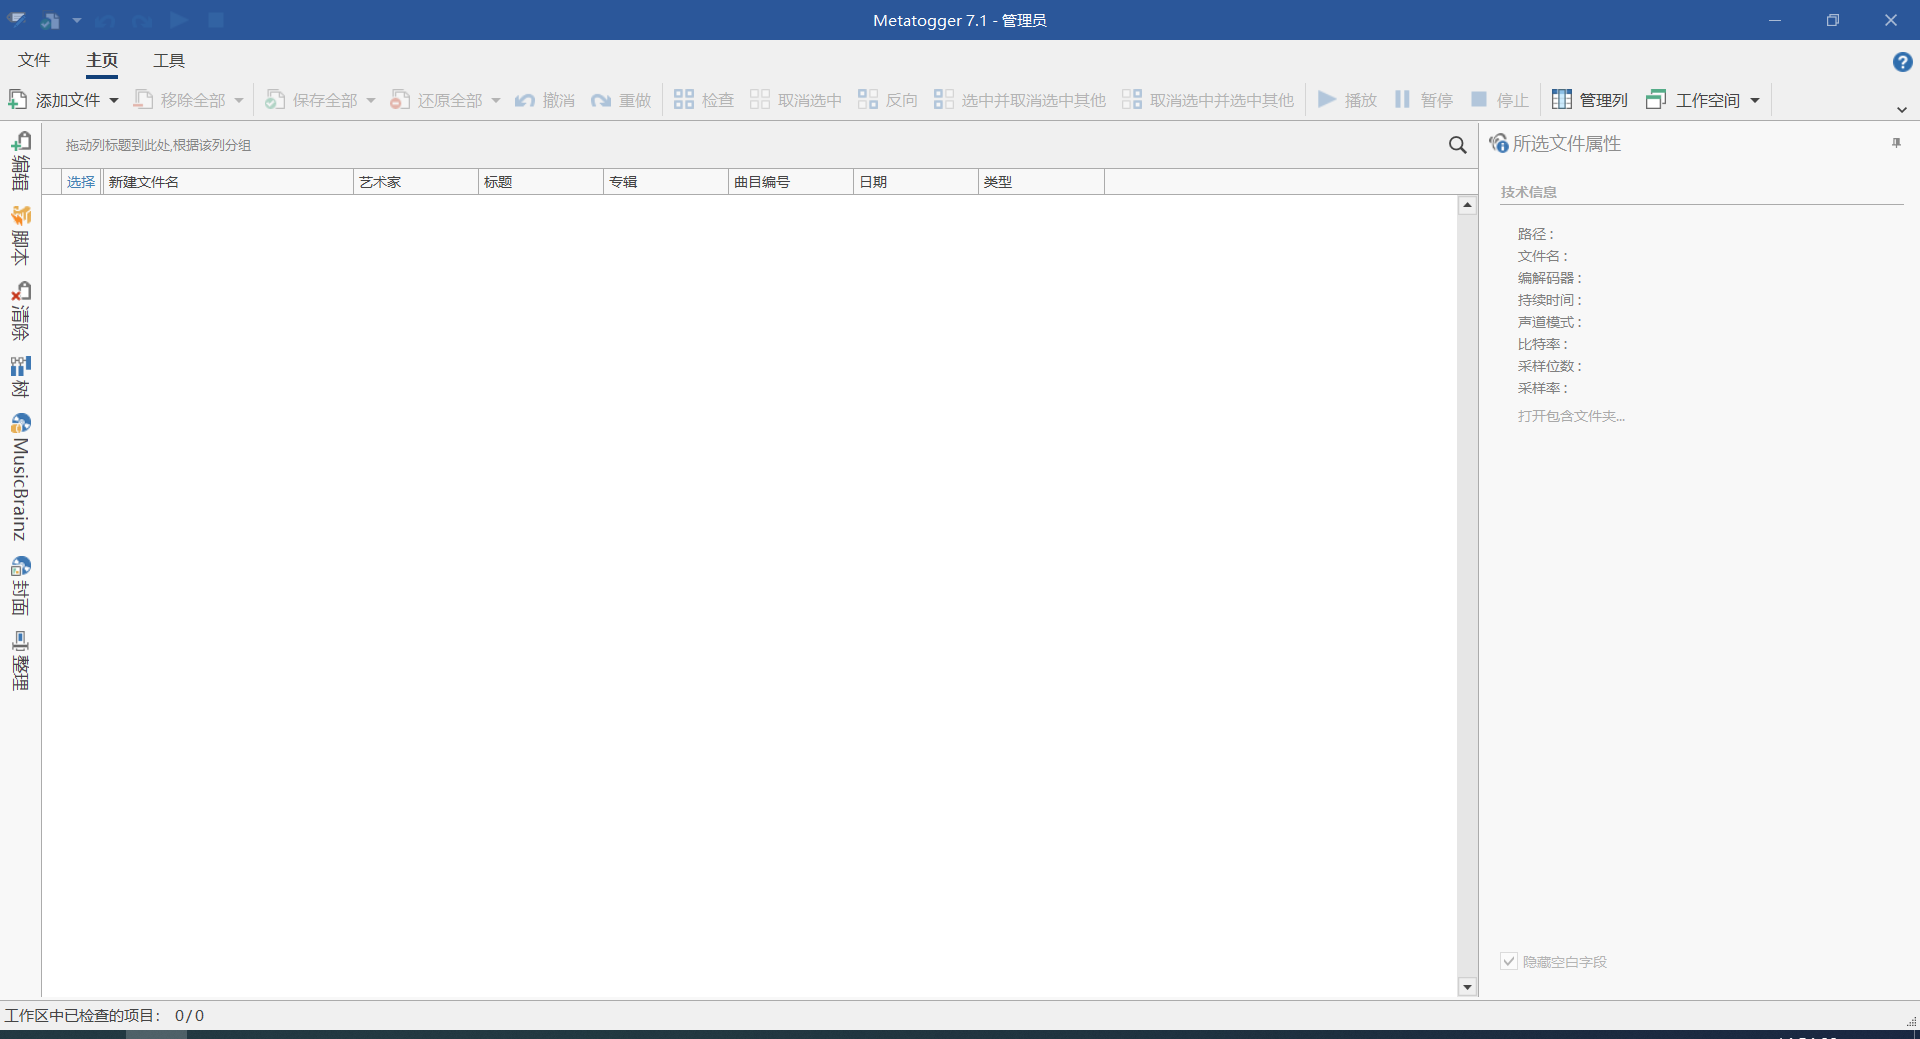 Metatogger 7.1 - 管理员
文件 主页 工具
添加文件 移除全部 保存全部 还原全部 撤消 重做 检查 取消选中 反向 选中并取消选中其他 取消选中并选中其他 播放 暂停 停止 管理列 工作空间
编辑
脚本
清除
树
MusicBrainz
封面
整理
拖动列标题到此处,根据该列分组
选择 新建文件名 艺术家 标题 专辑 曲目编号 日期 类型
所选文件属性
技术信息
路径 :
文件名 :
编解码器 :
持续时间 :
声道模式 :
比特率 :
采样位数 :
采样率 :
打开包含文件夹...
隐藏空白字段
工作区中已检查的项目： 0 / 0